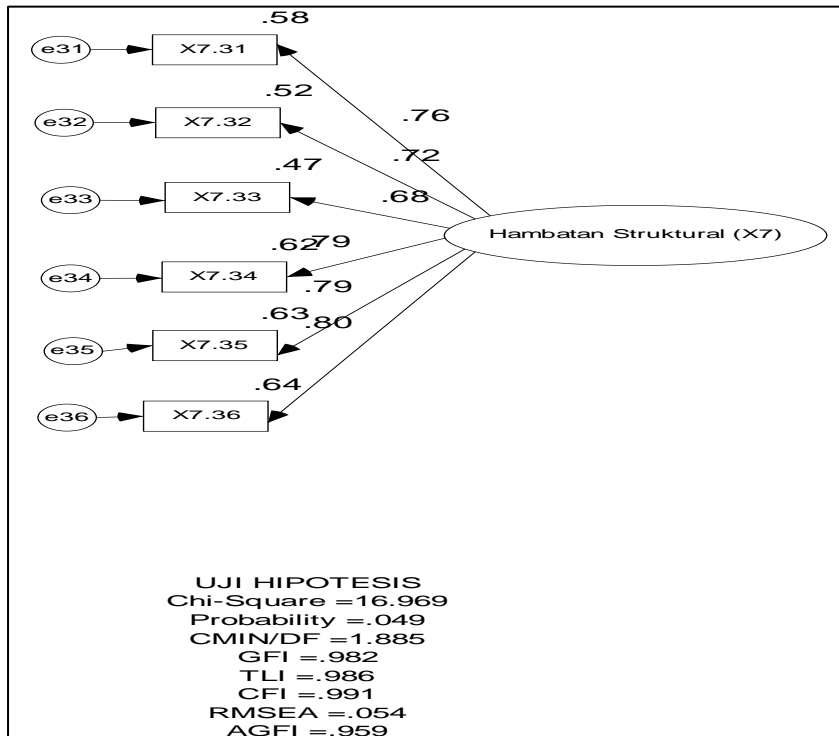 .58
e31 X7.31
.76
.52
e32 X7.32
.72
.47
e33 X7.33
.68
Hambatan Struktural (X7)
.62 .79
e34 X7.34
.79
.63 .80
e35 X7.35
.64
e36 X7.36
UJI HIPOTESIS
Chi-Square =16.969
Probability =.049
CMIN/DF =1.885
GFI =.982
TLI =.986
CFI =.991
RMSEA =.054
AGFI =.959